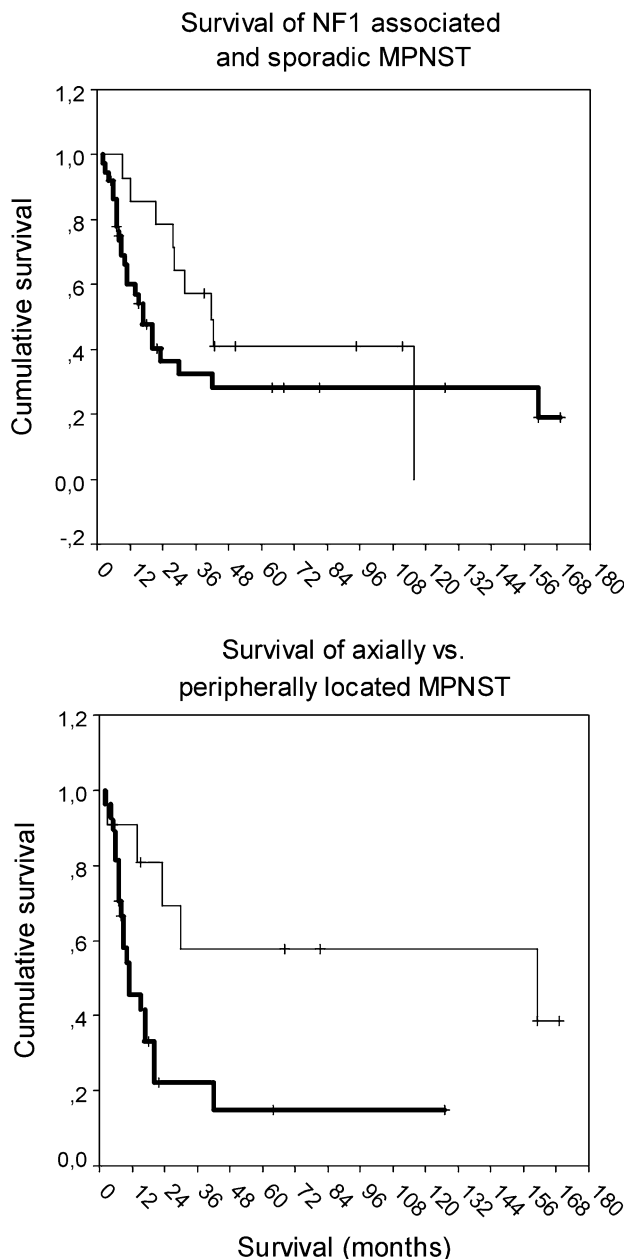 Survival of NF1 associated
and sporadic MPNST
Cumulative survival
1,2
1,0
,8
,6
,4
,2
0,0
-,2
0 12 24 36 48 60 72 84 96 108 120 132 144 156 168 180
Survival of axially vs.
peripherally located MPNST
Cumulative survival
1,2
1,0
,8
,6
,4
,2
0,0
0 12 24 36 48 60 72 84 96 108 120 132 144 156 168 180
Survival (months)